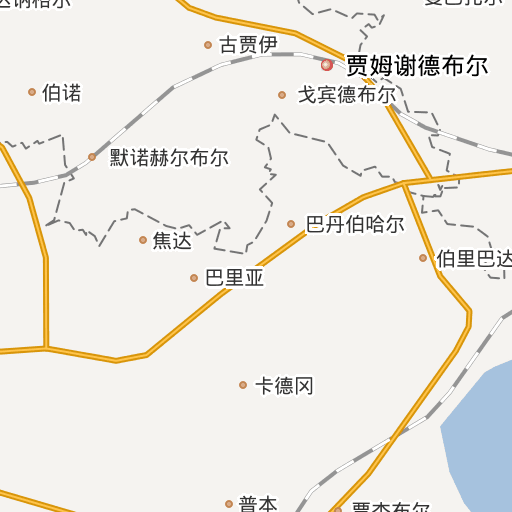 古贾伊
贾姆谢德布尔
伯诺
戈宾德布尔
默诺赫尔布尔
巴丹伯哈尔
焦达
伯里巴达
巴里亚
卡德冈
普本